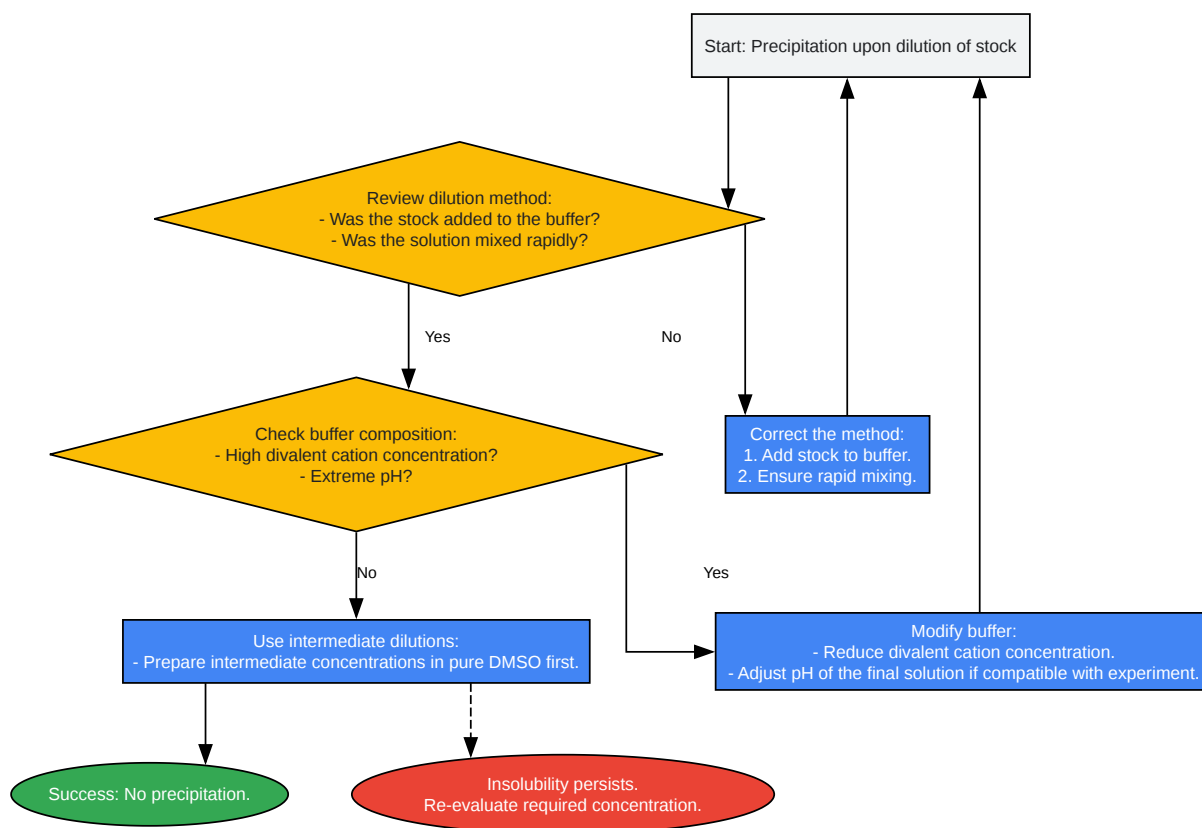 Start: Precipitation upon dilution of stock
Review dilution method:
- Was the stock added to the buffer?
- Was the solution mixed rapidly?
Yes
No
Check buffer composition:
- High divalent cation concentration?
- Extreme pH?
Correct the method:
1. Add stock to buffer.
2. Ensure rapid mixing.
No
Yes
Use intermediate dilutions:
- Prepare intermediate concentrations in pure DMSO first.
Modify buffer:
- Reduce divalent cation concentration.
- Adjust pH of the final solution if compatible with experiment.
Success: No precipitation.
Insolubility persists.
Re-evaluate required concentration.